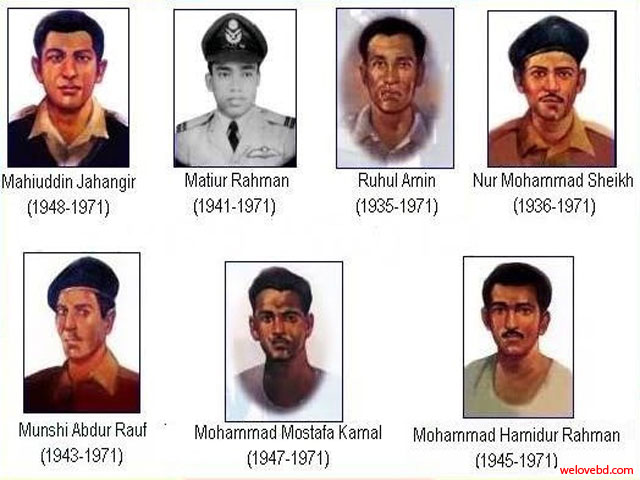 Mahiuddin Jahangir
(1948-1971)
Matiur Rahman
(1941-1971)
Ruhul Amin
(1935-1971)
Nur Mohammad Sheikh
(1936-1971)
Munshi Abdur Rauf
(1943-1971)
Mohammad Mostafa Kamal
(1947-1971)
Mohammad Hamidur Rahman
(1945-1971)
welovebd.com